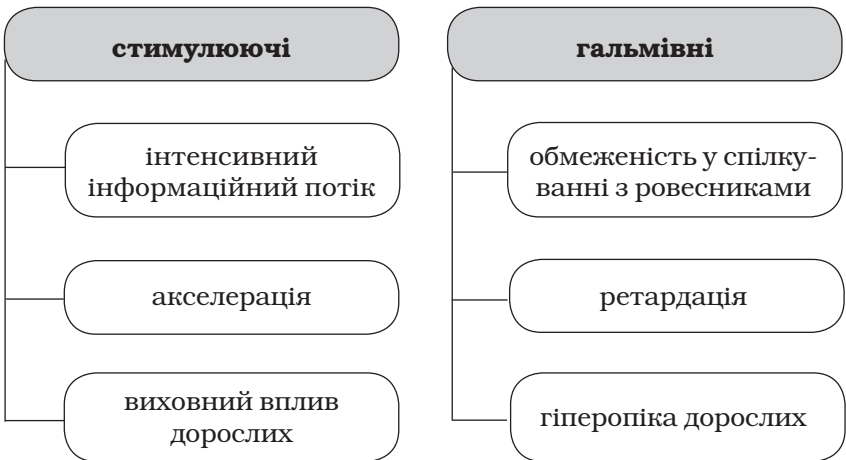 стимулюючі
інтенсивний
інформаційний потік
акселерація
виховний вплив
дорослих
гальмівні
обмеженість у спілку-
ванні з ровесниками
ретардація
гіперопіка дорослих